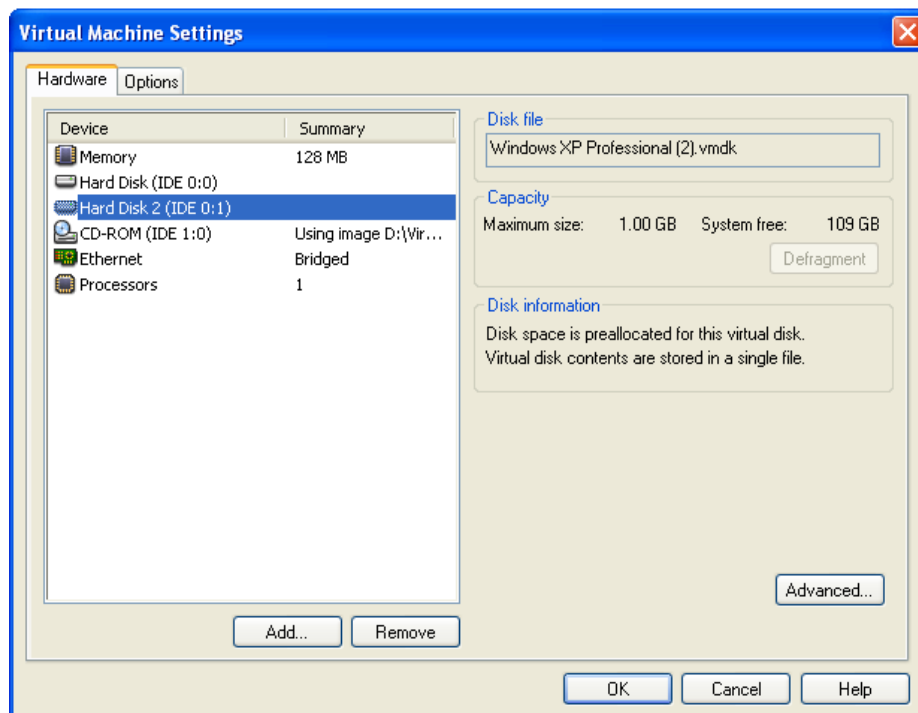 Virtual Machine Settings
Hardware Options
Device Summary
Memory 128 MB
Hard Disk (IDE 0:0)
Hard Disk 2 (IDE 0:1)
CD-ROM (IDE 1:0) Using image D:\Vir...
Ethernet Bridged
Processors 1
Add... Remove
Disk file
Windows XP Professional (2).vmdk
Capacity
Maximum size: 1.00 GB System free: 109 GB
Defragment
Disk information
Disk space is preallocated for this virtual disk.
Virtual disk contents are stored in a single file.
Advanced...
OK Cancel Help